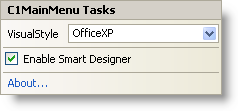 C1MainMenu Tasks
VisualStyle OfficeXP
Enable Smart Designer
About...